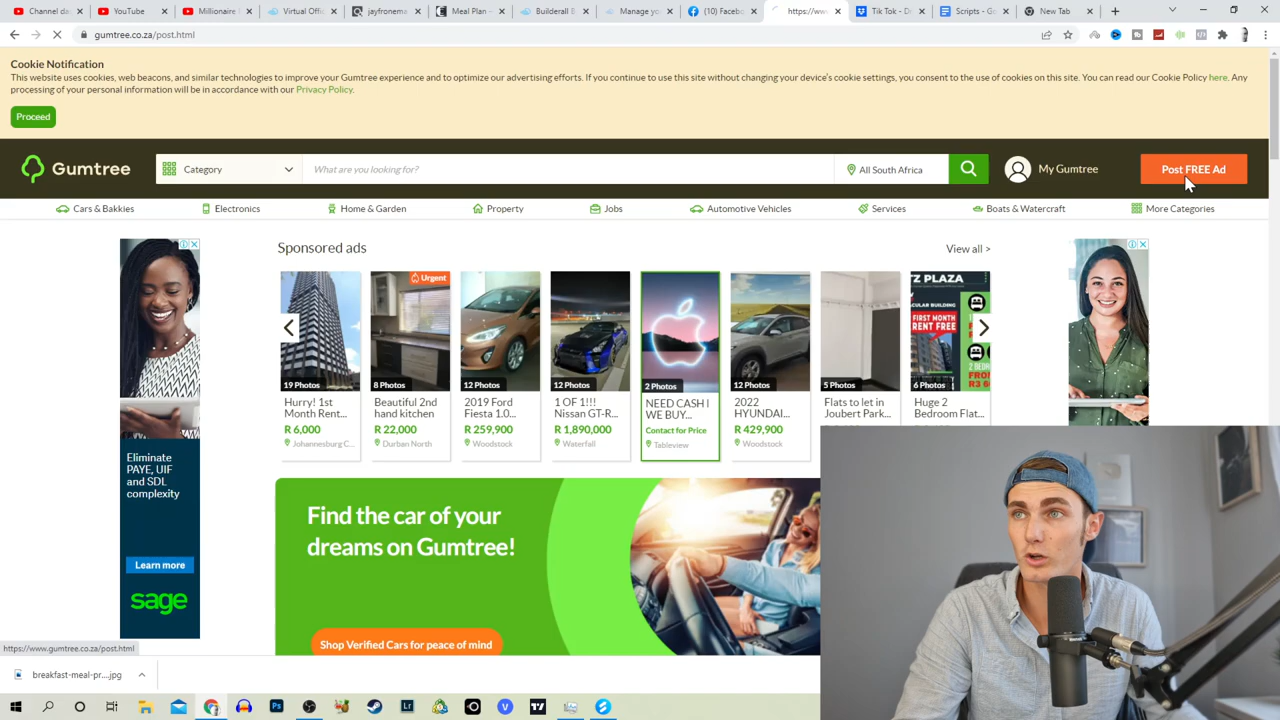 Channel da
YouTube
Millionaire
Virtual Offi
jayfronema
Meal Plan –
Builderall B
Manage you
(10) Facebo
https://ww
Tik Tok - D
Scripts - Go
New Tab
gumtree.co.za/post.html
Cookie Notification
This website uses cookies, web beacons, and similar technologies to improve your Gumtree experience and to optimise our advertising efforts. If you continue to use this site without changing your device's cookie settings, you consent to the use of cookies on this site. You can read our Cookie Policy here. Any
processing of your personal information will be in accordance with our Privacy Policy.
Proceed
Gumtree
Category
What are you looking for?
All South Africa
My Gumtree
Post FREE Ad
Cars & Bakkies
Electronics
Home & Garden
Property
Jobs
Automotive Vehicles
Services
Boats & Watercraft
More Categories
Sponsored ads
View all >
Urgent
TZ PLAZA
CULAR BUILDING
FIRST MONTH
RENT FREE
2 BEDR
FROM
19 Photos
8 Photos
12 Photos
12 Photos
2 Photos
12 Photos
5 Photos
6 Photos
Hurry! 1st
Month Rent...
R 6,000
Johannesburg C...
Beautiful 2nd
hand kitchen
R 22,000
Durban North
2019 Ford
Fiesta 1.0...
R 259,900
Woodstock
1 OF 1!!!
Nissan GT-R...
R 1,890,000
Waterfall
NEED CASH I
WE BUY...
Contact for Price
Tableview
2022
HYUNDAI...
R 429,900
Woodstock
Flats to let in
Joubert Park...
Huge 2
Bedroom Flat...
Eliminate
PAYE, UIF
and SDL
complexity
Learn more
sage
Find the car of your
dreams on Gumtree!
Shop Verified Cars for peace of mind
https://www.gumtree.co.za/post.html
breakfast-meal-pr....jpg